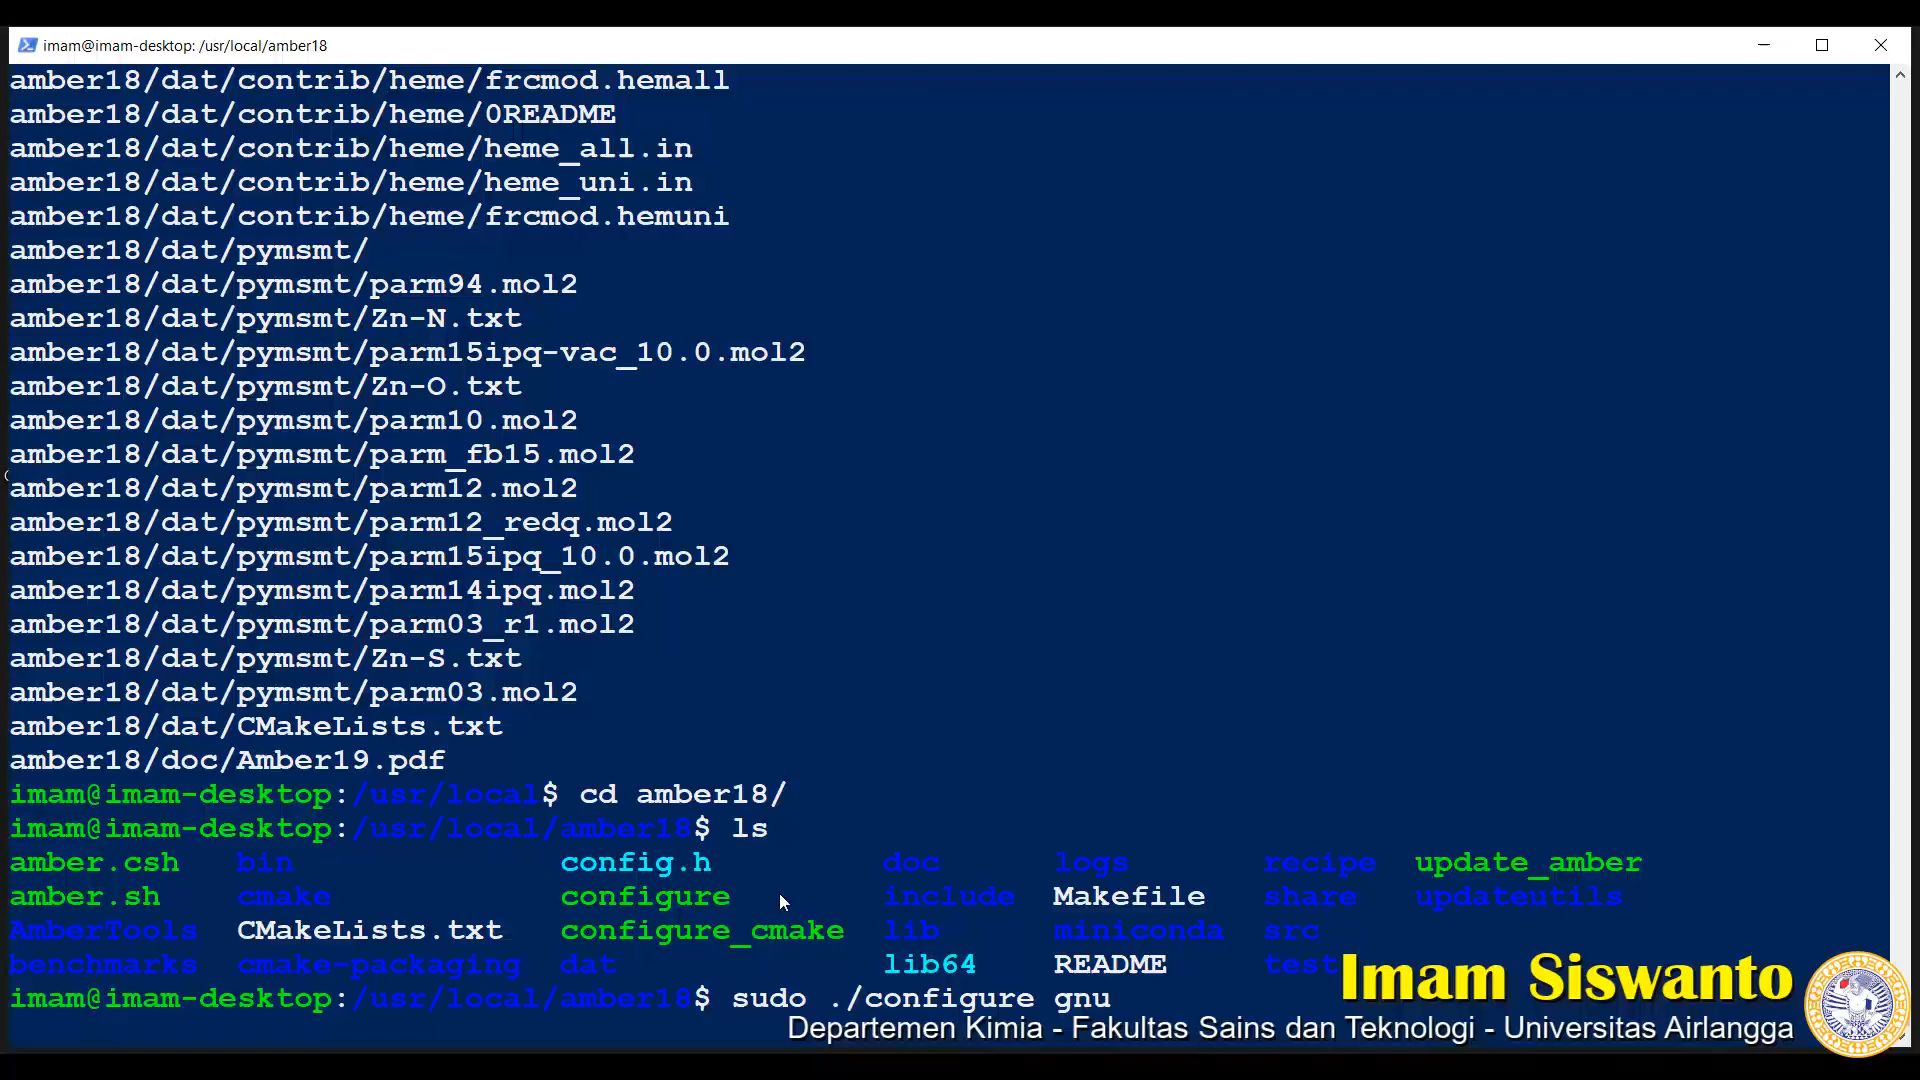 imam@imam-desktop: /usr/local/amber18
amber18/dat/contrib/heme/frcmod.hemall
amber18/dat/contrib/heme/0README
amber18/dat/contrib/heme/heme_all.in
amber18/dat/contrib/heme/heme_uni.in
amber18/dat/contrib/heme/frcmod.hemuni
amber18/dat/pymsmt/
amber18/dat/pymsmt/parm94.mol2
amber18/dat/pymsmt/Zn-N.txt
amber18/dat/pymsmt/parm15ipq-vac_10.0.mol2
amber18/dat/pymsmt/Zn-O.txt
amber18/dat/pymsmt/parm10.mol2
amber18/dat/pymsmt/parm_fb15.mol2
amber18/dat/pymsmt/parm12.mol2
amber18/dat/pymsmt/parm12_redq.mol2
amber18/dat/pymsmt/parm15ipq_10.0.mol2
amber18/dat/pymsmt/parm14ipq.mol2
amber18/dat/pymsmt/parm03_r1.mol2
amber18/dat/pymsmt/Zn-S.txt
amber18/dat/pymsmt/parm03.mol2
amber18/dat/CMakeLists.txt
amber18/doc/Amber19.pdf
imam@imam-desktop:/usr/local$ cd amber18/
imam@imam-desktop:/usr/local/amber18$ ls
amber.csh bin config.h doc logs recipe update_amber
amber.sh cmake configure include Makefile share updateutils
AmberTools CMakeLists.txt configure_cmake lib miniconda src
benchmarks cmake-packaging dat lib64 README test
imam@imam-desktop:/usr/local/amber18$ sudo ./configure gnu
Imam Siswanto
Departemen Kimia - Fakultas Sains dan Teknologi - Universitas Airlangga